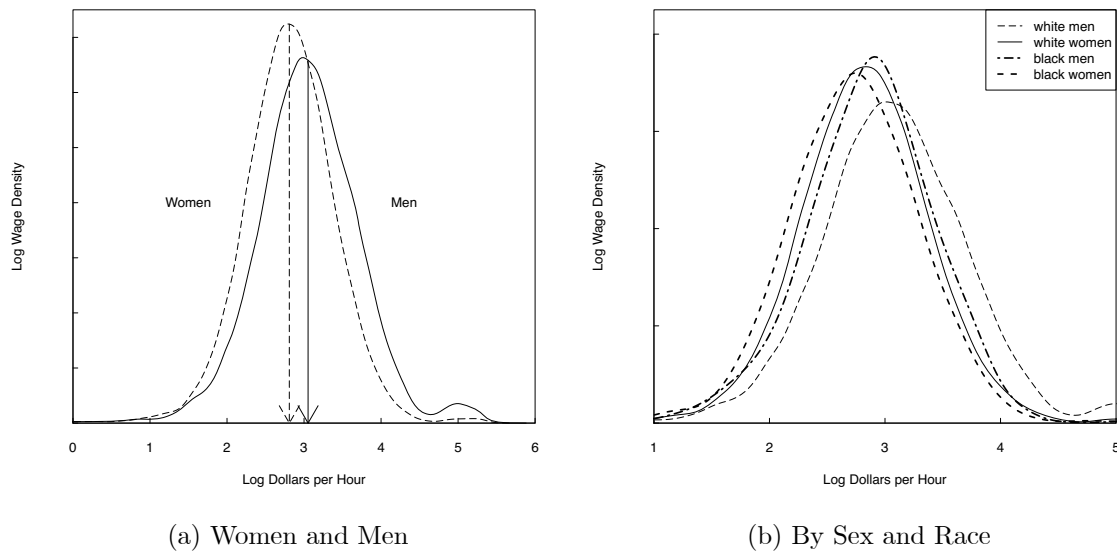 Log Wage Density
Women
Men
0 1 2 3 4 5 6
Log Dollars per Hour
(a) Women and Men
white men
white women
black men
black women
Log Wage Density
1 2 3 4 5
Log Dollars per Hour
(b) By Sex and Race